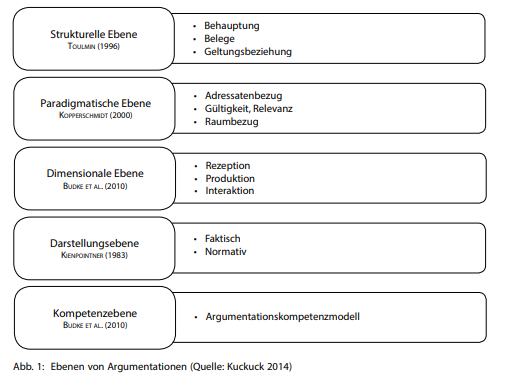 Strukturelle Ebene
Toulmin (1996)
• Behauptung
• Belege
• Geltungsbeziehung
Paradigmatische Ebene
Kopperschmidt (2000)
• Adressatenbezug
• Gültigkeit, Relevanz
• Raumbezug
Dimensionale Ebene
Budke et al. (2010)
• Rezeption
• Produktion
• Interaktion
Darstellungsebene
Kienpointner (1983)
• Faktisch
• Normativ
Kompetenzebene
Budke et al. (2010)
• Argumentationskompetenzmodell
Abb. 1: Ebenen von Argumentationen (Quelle: Kuckuck 2014)